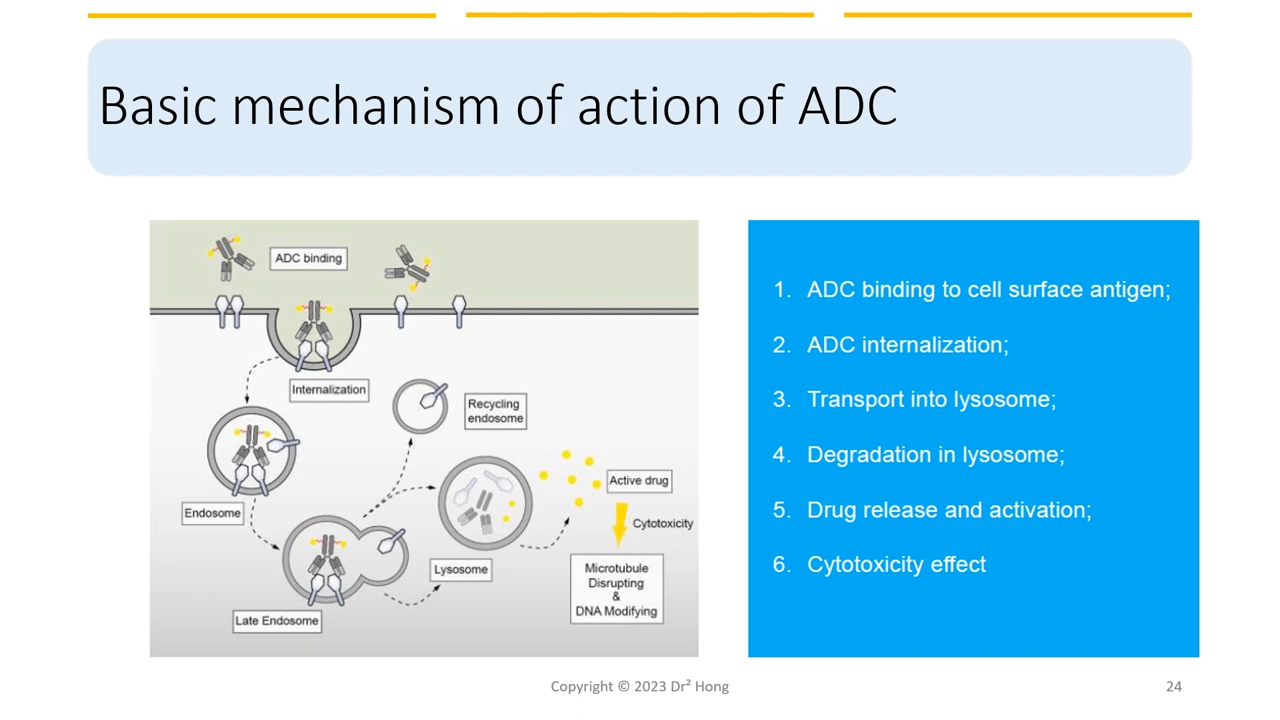 Basic mechanism of action of ADC
ADC binding
Internalization
Recycling
endosome
Endosome
Active drug
Cytotoxicity
Lysosome
Microtubule
Disrupting
&
DNA Modifying
Late Endosome
1. ADC binding to cell surface antigen;
2. ADC internalization;
3. Transport into lysosome;
4. Degradation in lysosome;
5. Drug release and activation;
6. Cytotoxicity effect
Copyright © 2023 Dr² Hong
24